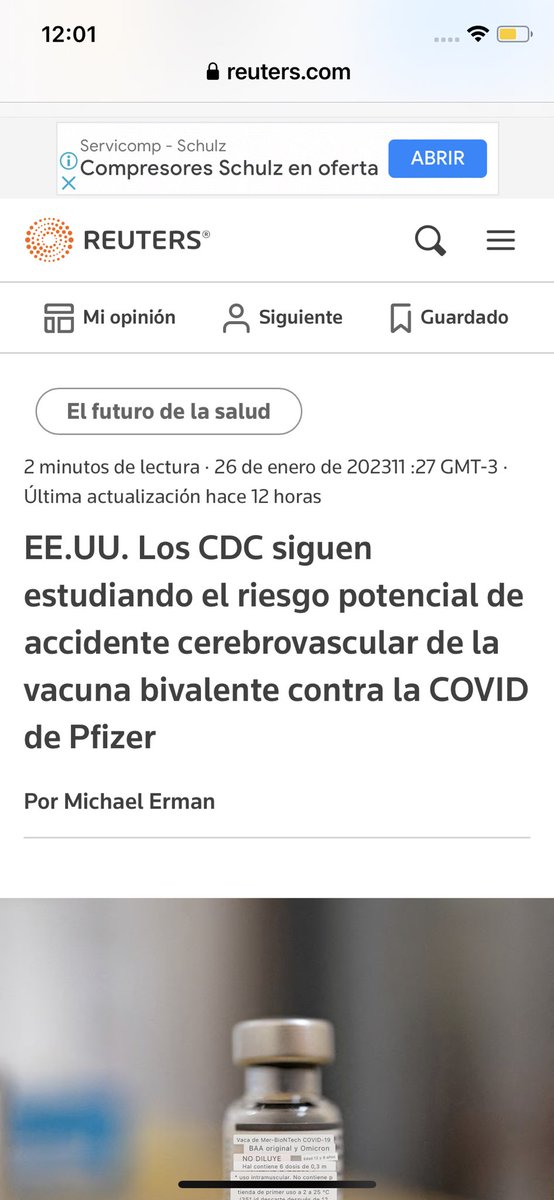 12:01
reuters.com
Servicomp - Schulz
Compresores Schulz en oferta
ABRIR
REUTERS®
Mi opinión
Siguiente
Guardado
El futuro de la salud
2 minutos de lectura · 26 de enero de 202311 :27 GMT-3 ·
Última actualización hace 12 horas
EE.UU. Los CDC siguen
estudiando el riesgo potencial de
accidente cerebrovascular de la
vacuna bivalente contra la COVID
de Pfizer
Por Michael Erman
Vaca de Mer-BioNTech COVID-19
BAA original y Omicron
NO DILUYE
Hal contiene 6 dosis de 0,3 m
* uso intramuscular. No contiene p
tienda de primer uso a 2 a 25 °C